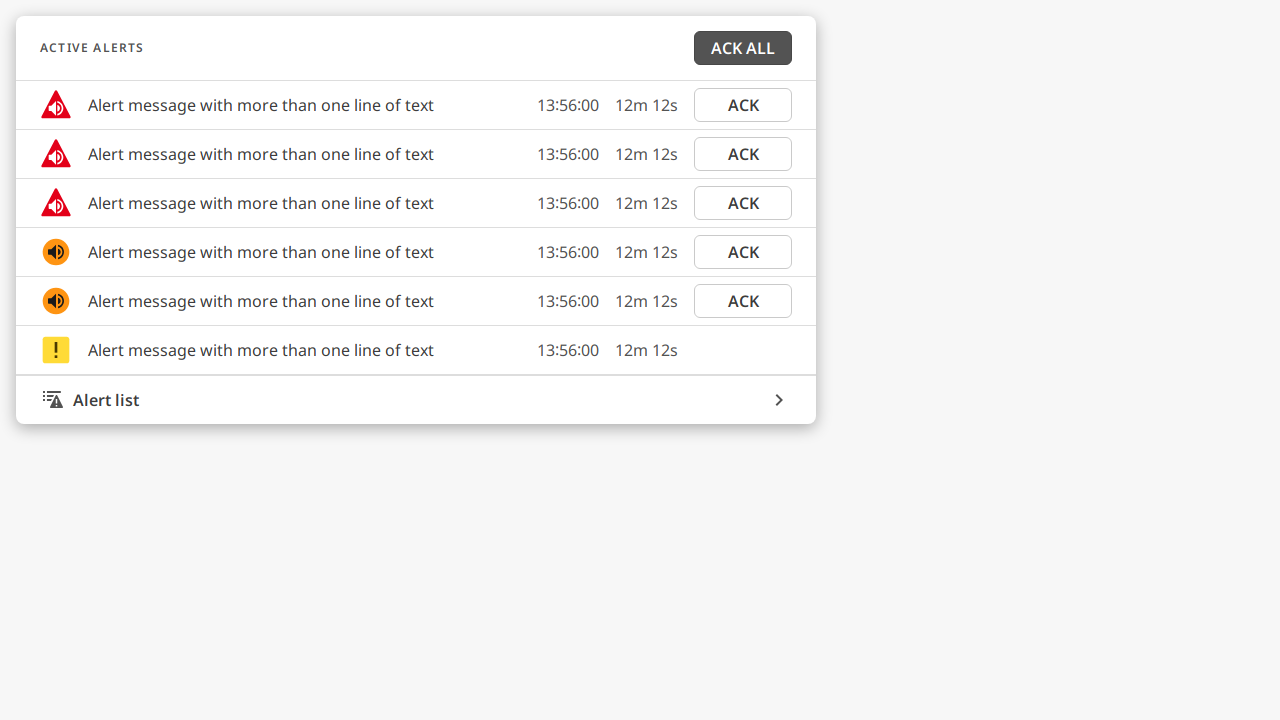 ACTIVE ALERTS ACK ALL
Alert message with more than one line of text 13:56:00 12m 12s ACK
Alert message with more than one line of text 13:56:00 12m 12s ACK
Alert message with more than one line of text 13:56:00 12m 12s ACK
Alert message with more than one line of text 13:56:00 12m 12s ACK
Alert message with more than one line of text 13:56:00 12m 12s ACK
Alert message with more than one line of text 13:56:00 12m 12s
Alert list